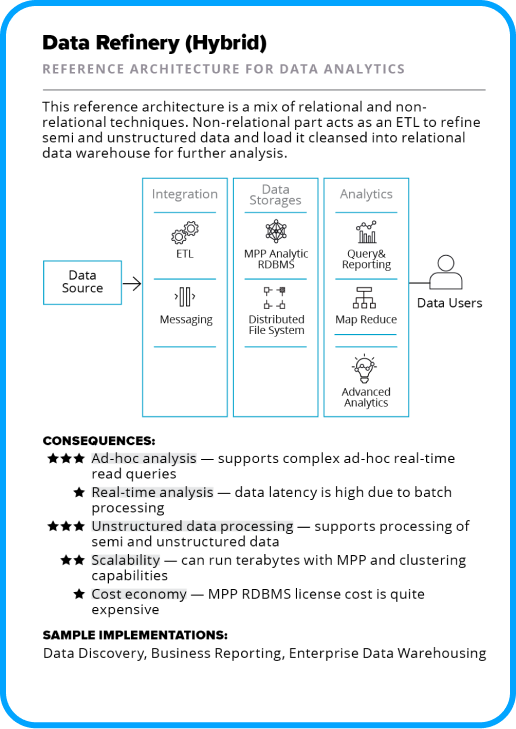 Data Refinery (Hybrid)
REFERENCE ARCHITECTURE FOR DATA ANALYTICS
This reference architecture is a mix of relational and non-
relational techniques. Non-relational part acts as an ETL to refine
semi and unstructured data and load it cleansed into relational
data warehouse for further analysis.
Data
Source
Integration
ETL
Messaging
Data
Storages
MPP Analytic
RDBMS
Distributed
File System
Analytics
Query&
Reporting
Map Reduce
Advanced
Analytics
Data Users
CONSEQUENCES:
★★★ Ad-hoc analysis — supports complex ad-hoc real-time
read queries
★ Real-time analysis — data latency is high due to batch
processing
★★★ Unstructured data processing — supports processing of
semi and unstructured data
★★ Scalability — can run terabytes with MPP and clustering
capabilities
★ Cost economy — MPP RDBMS license cost is quite
expensive
SAMPLE IMPLEMENTATIONS:
Data Discovery, Business Reporting, Enterprise Data Warehousing